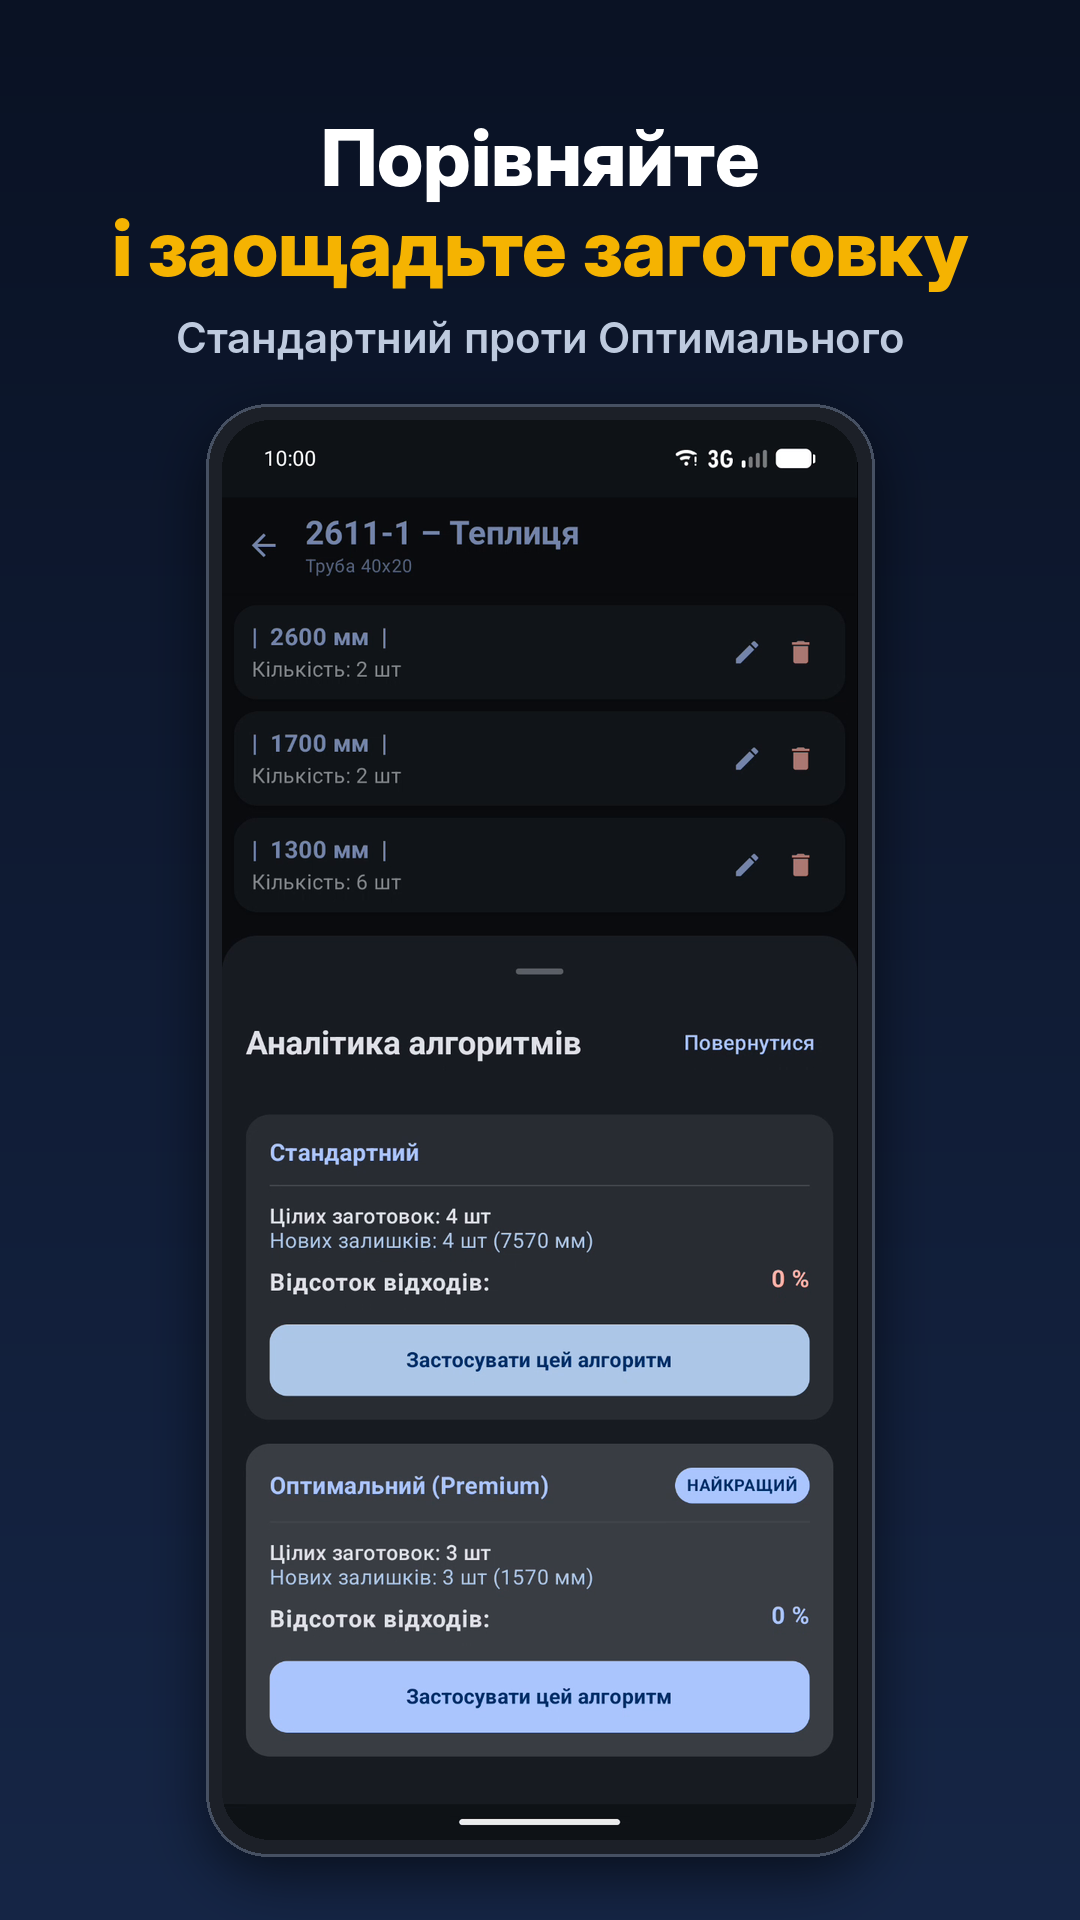 Порівняйте
і заощадьте заготовку
Стандартний проти Оптимального
10:00 3G
2611-1 – Теплиця
Труба 40x20
| 2600 мм |
Кількість: 2 шт
| 1700 мм |
Кількість: 2 шт
| 1300 мм |
Кількість: 6 шт
Аналітика алгоритмів Повернутися
Стандартний
Цілих заготовок: 4 шт
Нових залишків: 4 шт (7570 мм)
Відсоток відходів: 0 %
Застосувати цей алгоритм
Оптимальний (Premium) НАЙКРАЩИЙ
Цілих заготовок: 3 шт
Нових залишків: 3 шт (1570 мм)
Відсоток відходів: 0 %
Застосувати цей алгоритм